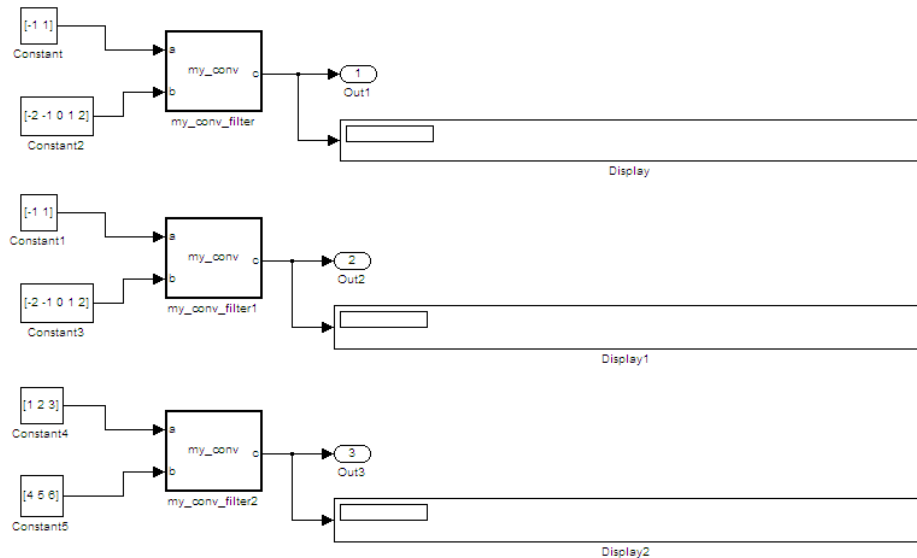 [-1 1]
Constant
a
my_conv
c
b
my_conv_filter
1
Out1
[-2 -1 0 1 2]
Constant2
Display
[-1 1]
Constant1
a
my_conv
c
b
my_conv_filter1
2
Out2
[-2 -1 0 1 2]
Constant3
Display1
[1 2 3]
Constant4
a
my_conv
c
b
my_conv_filter2
3
Out3
[4 5 6]
Constant5
Display2